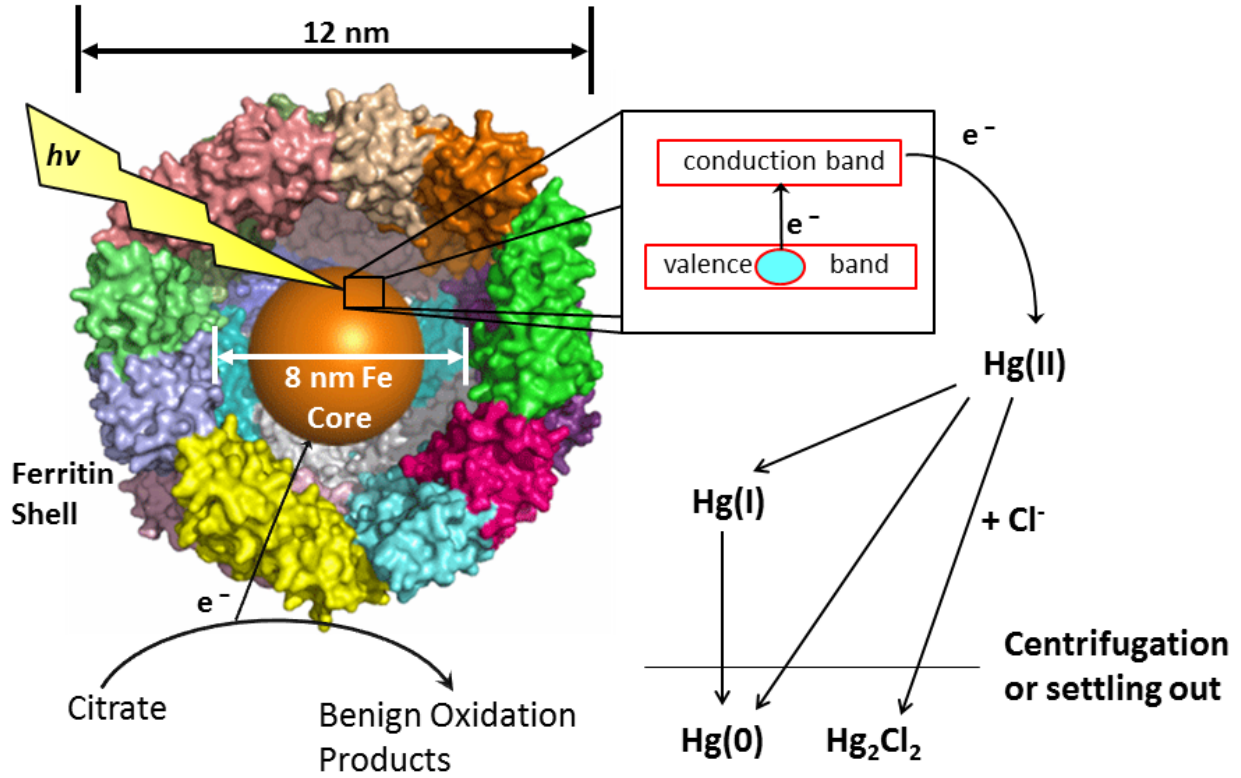 12 nm
hν
e⁻
conduction band
e⁻
valence band
8 nm Fe
Core
Hg(II)
Ferritin
Shell
Hg(I)
+ Cl⁻
e⁻
Citrate
Benign Oxidation
Products
Centrifugation
or settling out
Hg(0)
Hg₂Cl₂